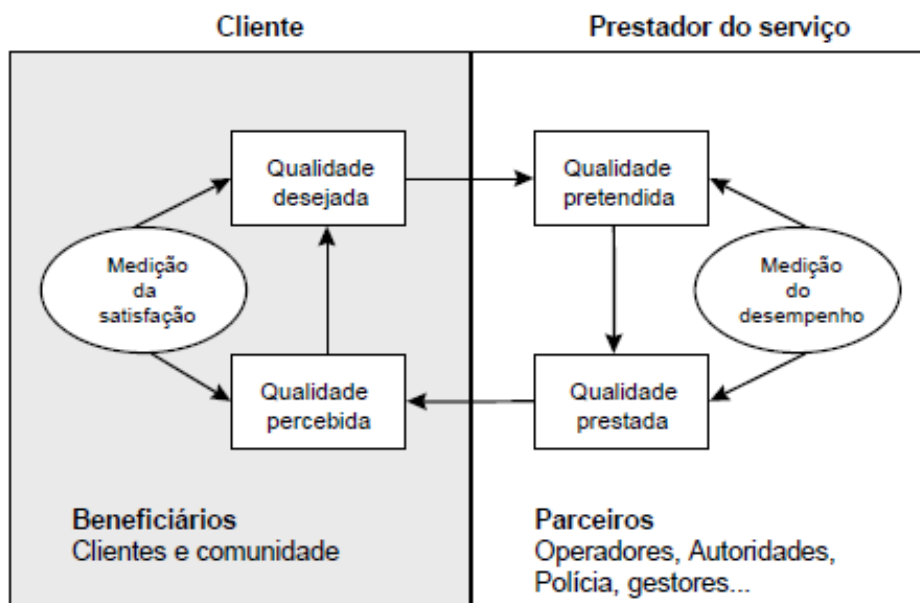 Cliente
Prestador do serviço
Qualidade
desejada
Qualidade
pretendida
Medição
da
satisfação
Medição
do
desempenho
Qualidade
percebida
Qualidade
prestada
Beneficiários
Clientes e comunidade
Parceiros
Operadores, Autoridades,
Polícia, gestores...